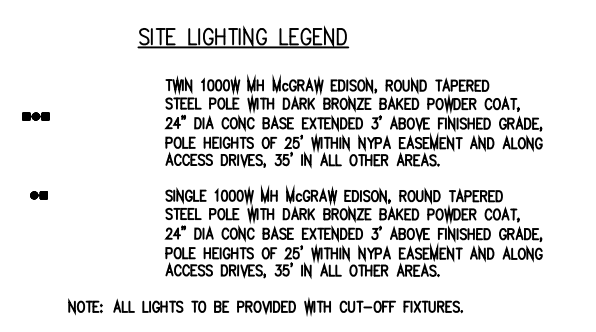 SITE LIGHTING LEGEND
TWIN 1000W MH McGRAW EDISON, ROUND TAPERED
STEEL POLE WITH DARK BRONZE BAKED POWDER COAT,
24" DIA CONC BASE EXTENDED 3' ABOVE FINISHED GRADE,
POLE HEIGHTS OF 25' WITHIN NYPA EASEMENT AND ALONG
ACCESS DRIVES, 35' IN ALL OTHER AREAS.
SINGLE 1000W MH McGRAW EDISON, ROUND TAPERED
STEEL POLE WITH DARK BRONZE BAKED POWDER COAT,
24" DIA CONC BASE EXTENDED 3' ABOVE FINISHED GRADE,
POLE HEIGHTS OF 25' WITHIN NYPA EASEMENT AND ALONG
ACCESS DRIVES, 35' IN ALL OTHER AREAS.
NOTE: ALL LIGHTS TO BE PROVIDED WITH CUT-OFF FIXTURES.